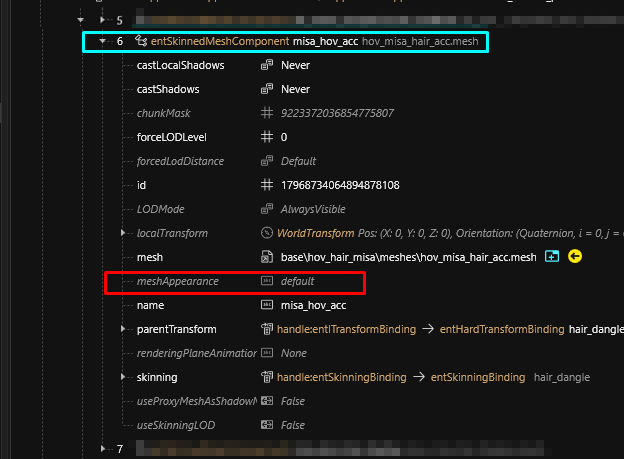 5
6 entSkinnedMeshComponent misa_hov_acc hov_misa_hair_acc.mesh
castLocalShadows Never
castShadows Never
chunkMask 9223372036854775807
forceLODLevel 0
forcedLodDistance Default
id 17968734064894878108
LODMode AlwaysVisible
localTransform WorldTransform Pos: (X: 0, Y: 0, Z: 0), Orientation: (Quaternion, i = 0, j =
mesh base\hov_hair_misa\meshes\hov_misa_hair_acc.mesh
meshAppearance default
name misa_hov_acc
parentTransform handle:entITransformBinding → entHardTransformBinding hair_dangle
renderingPlaneAnimation None
skinning handle:entSkinningBinding → entSkinningBinding hair_dangle
useProxyMeshAsShadowM False
useSkinningLOD False
7